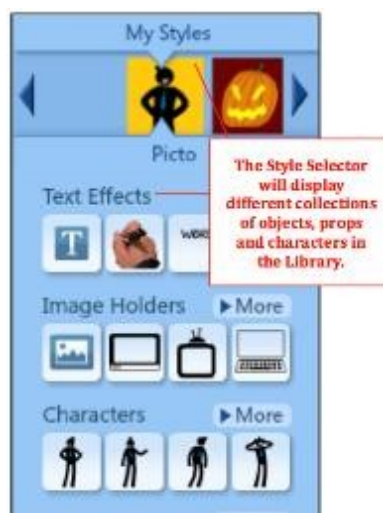 My Styles
Picto
The Style Selector
will display
different collections
of objects, props
and characters in
the Library.
Text Effects
T
Image Holders
More
Characters
More